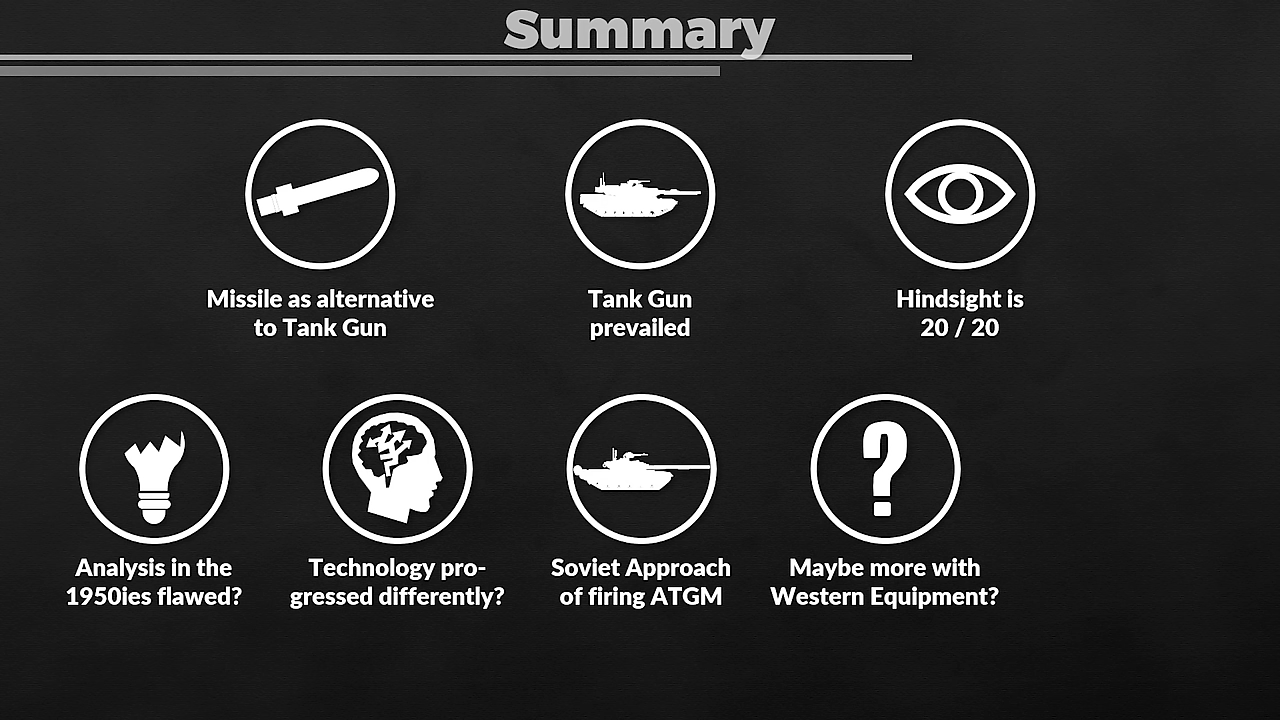 Summary
Missile as alternative
to Tank Gun
Tank Gun
prevailed
Hindsight is
20 / 20
Analysis in the
1950ies flawed?
Technology pro-
gressed differently?
Soviet Approach
of firing ATGM
Maybe more with
Western Equipment?